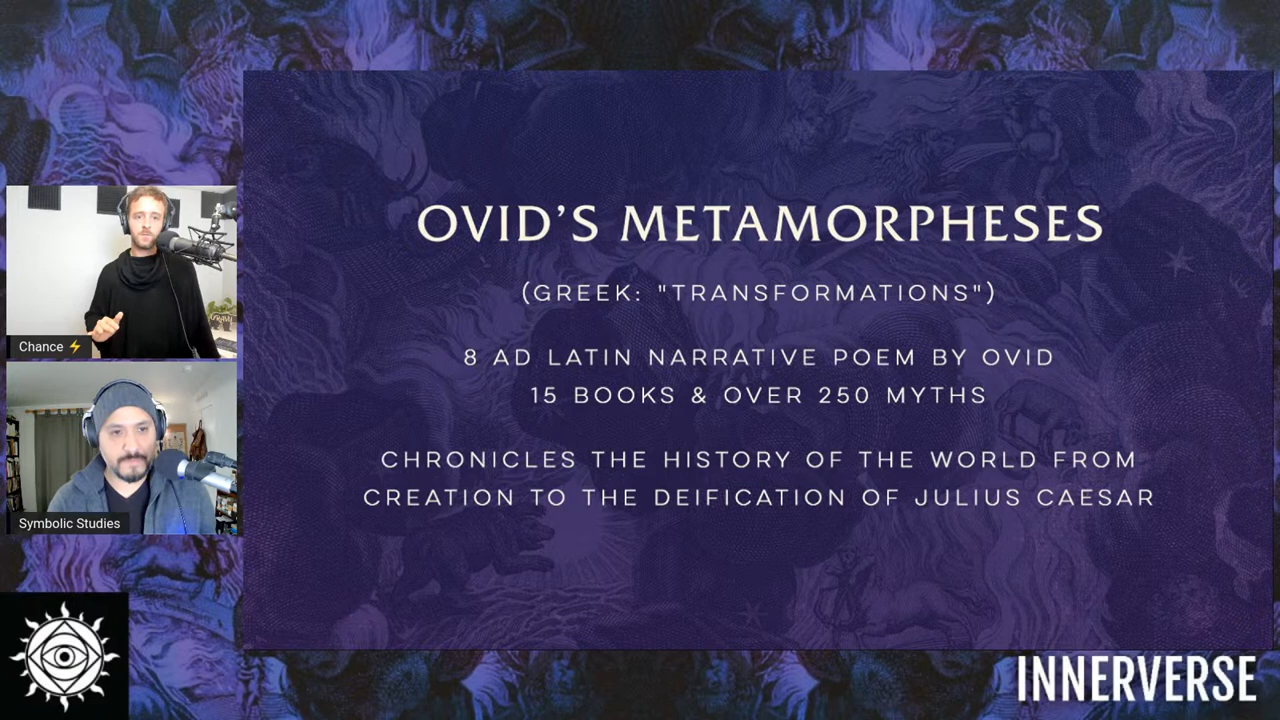 OVID'S METAMORPHESES
(GREEK: "TRANSFORMATIONS")
8 AD LATIN NARRATIVE POEM BY OVID
15 BOOKS & OVER 250 MYTHS
CHRONICLES THE HISTORY OF THE WORLD FROM
CREATION TO THE DEIFICATION OF JULIUS CAESAR
Chance ⚡
Symbolic Studies
INNERVERSE